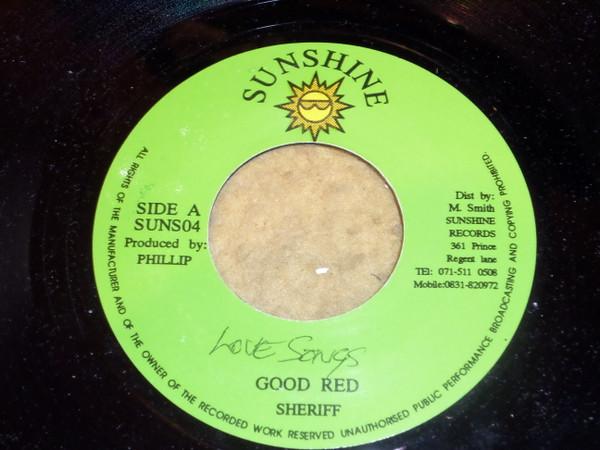 SUNSHINE
SIDE A
SUNS04
Produced by:
PHILLIP
Dist by:
M. Smith
SUNSHINE
RECORDS
361 Prince
Regent lane
TEl: 071-511 0508
Mobile:0831-820972
Love Songs
GOOD RED
SHERIFF
ALL RIGHTS OF THE MANUFACTURER AND OF THE OWNER OF THE RECORDED WORK RESERVED UNAUTHORISED PUBLIC PERFORMANCE BROADCASTING AND COPYING PROHIBITED.